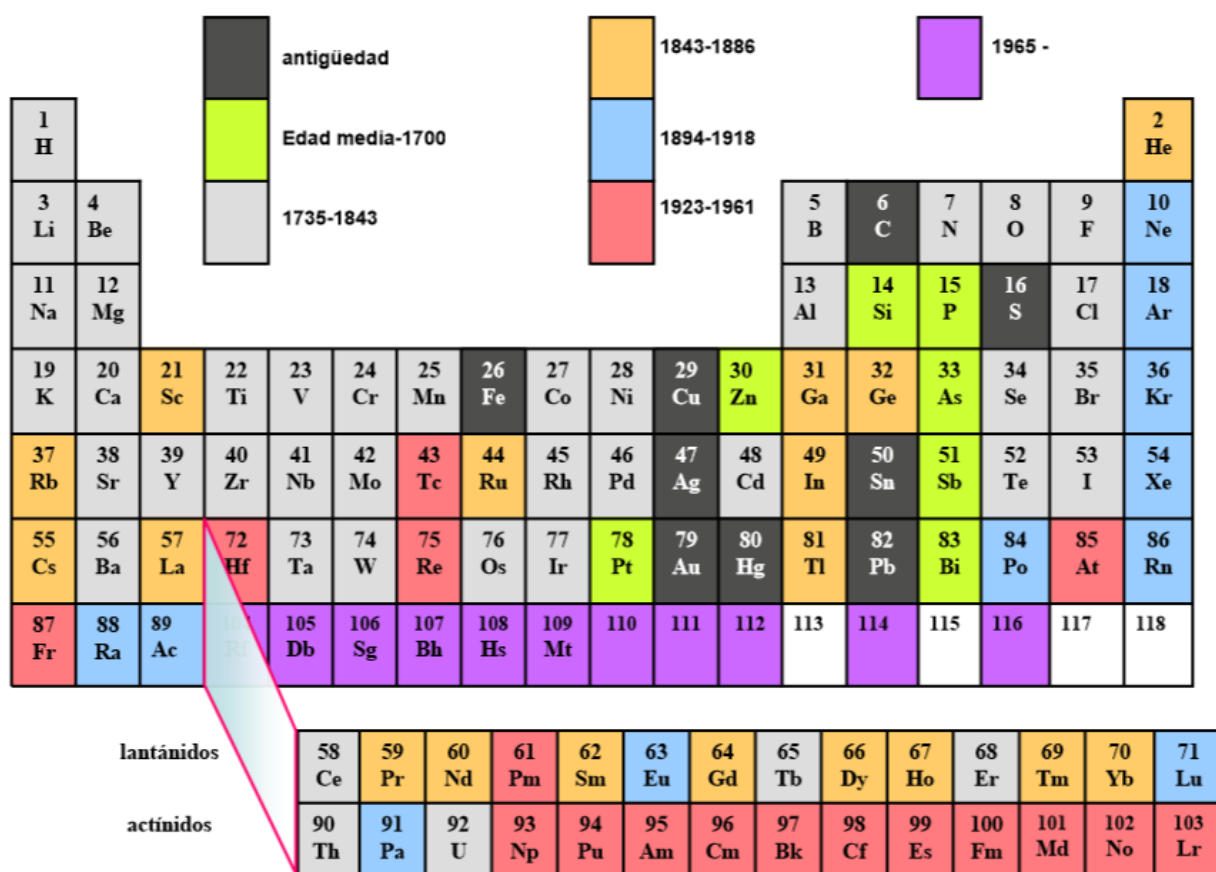 antigüedad
1843-1886
1965 -
Edad media-1700
1894-1918
1735-1843
1923-1961
1 2
H He
3 4 5 6 7 8 9 10
Li Be B C N O F Ne
11 12 13 14 15 16 17 18
Na Mg Al Si P S Cl Ar
19 20 21 22 23 24 25 26 27 28 29 30 31 32 33 34 35 36
K Ca Sc Ti V Cr Mn Fe Co Ni Cu Zn Ga Ge As Se Br Kr
37 38 39 40 41 42 43 44 45 46 47 48 49 50 51 52 53 54
Rb Sr Y Zr Nb Mo Tc Ru Rh Pd Ag Cd In Sn Sb Te I Xe
55 56 57 72 73 74 75 76 77 78 79 80 81 82 83 84 85 86
Cs Ba La Hf Ta W Re Os Ir Pt Au Hg Tl Pb Bi Po At Rn
87 88 89 104 105 106 107 108 109 110 111 112 113 114 115 116 117 118
Fr Ra Ac Rf Db Sg Bh Hs Mt
lantánidos 58 59 60 61 62 63 64 65 66 67 68 69 70 71
Ce Pr Nd Pm Sm Eu Gd Tb Dy Ho Er Tm Yb Lu
actínidos 90 91 92 93 94 95 96 97 98 99 100 101 102 103
Th Pa U Np Pu Am Cm Bk Cf Es Fm Md No Lr